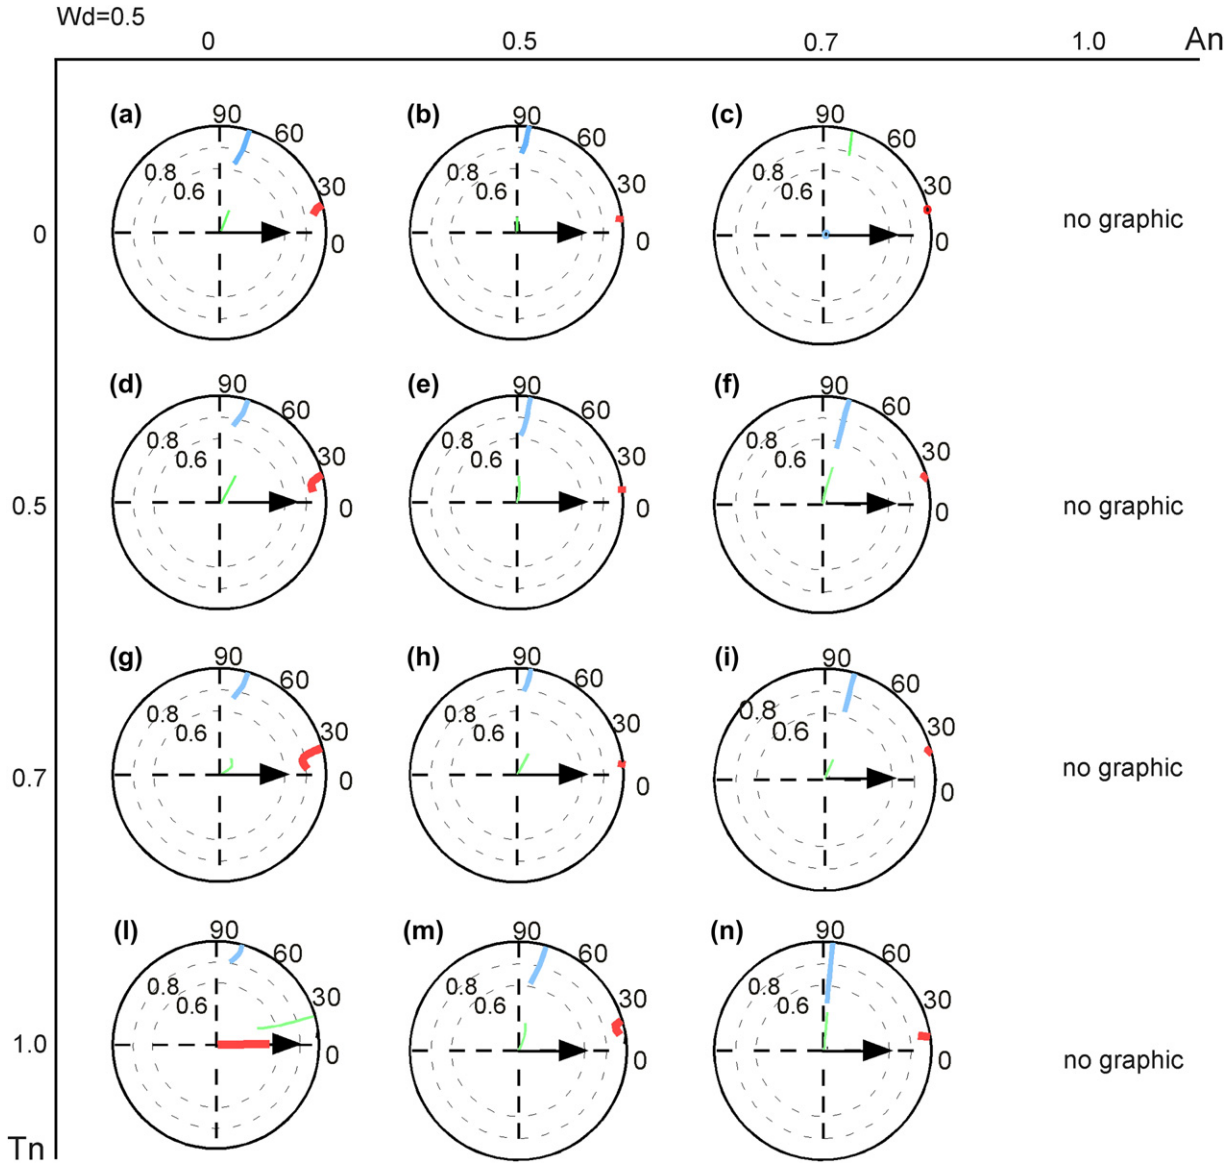 Wd=0.5
0 0.5 0.7 1.0 An
(a) 90 60 30 0 0.8 0.6
(b) 90 60 30 0 0.8 0.6
(c) 90 60 30 0 0.8 0.6
0
no graphic
(d) 90 60 30 0 0.8 0.6
(e) 90 60 30 0 0.8 0.6
(f) 90 60 30 0 0.8 0.6
0.5
no graphic
(g) 90 60 30 0 0.8 0.6
(h) 90 60 30 0 0.8 0.6
(i) 90 60 30 0 0.8 0.6
0.7
no graphic
(l) 90 60 30 0 0.8 0.6
(m) 90 60 30 0 0.8 0.6
(n) 90 60 30 0 0.8 0.6
1.0
no graphic
Tn